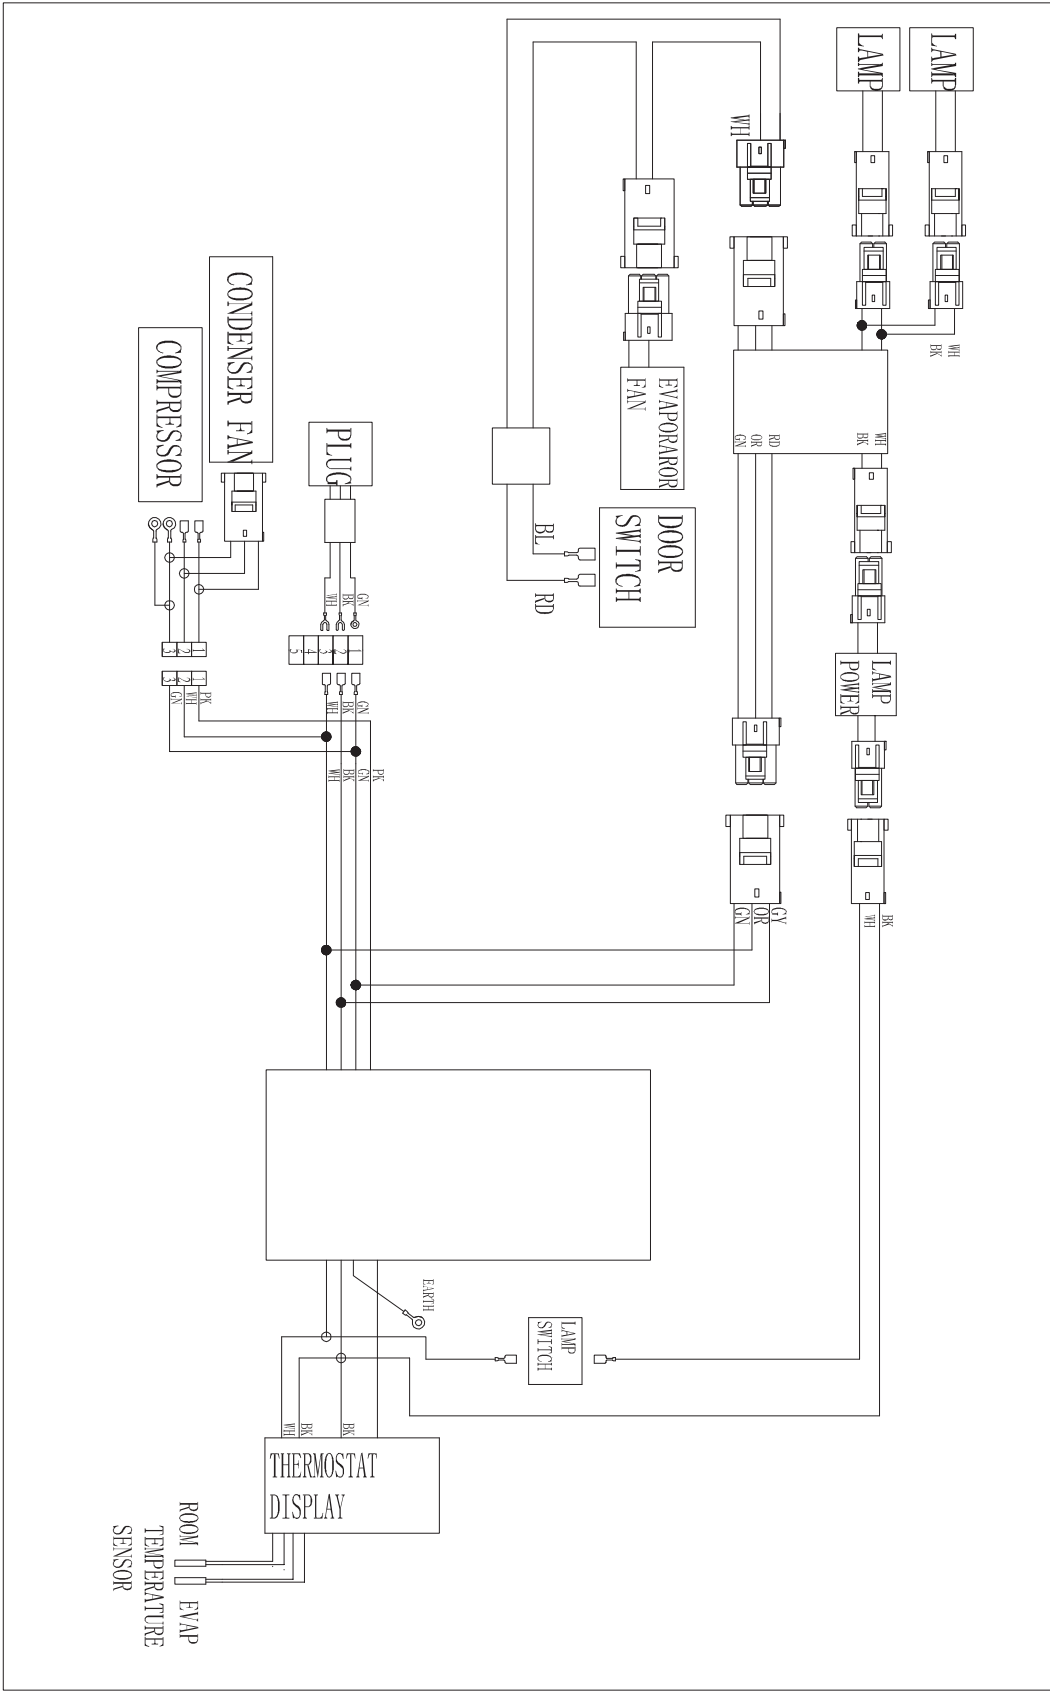 LAMP
LAMP
WH
WH
BK
CONDENSER FAN
COMPRESSOR
PLUG
EVAPORAROR
FAN
WH
BK
RD
OR
GN
DOOR
SWITCH
BL
RD
GN
BK
WH
1
2
3
4
5
1
2
3
1
2
3
PK
WH
GN
GN
BK
WH
PK
GN
BK
WH
LAMP
POWER
GY
OR
GN
BK
WH
EARTH
LAMP
SWITCH
WH
BK
BK
THERMOSTAT
DISPLAY
ROOM EVAP
TEMPERATURE
SENSOR